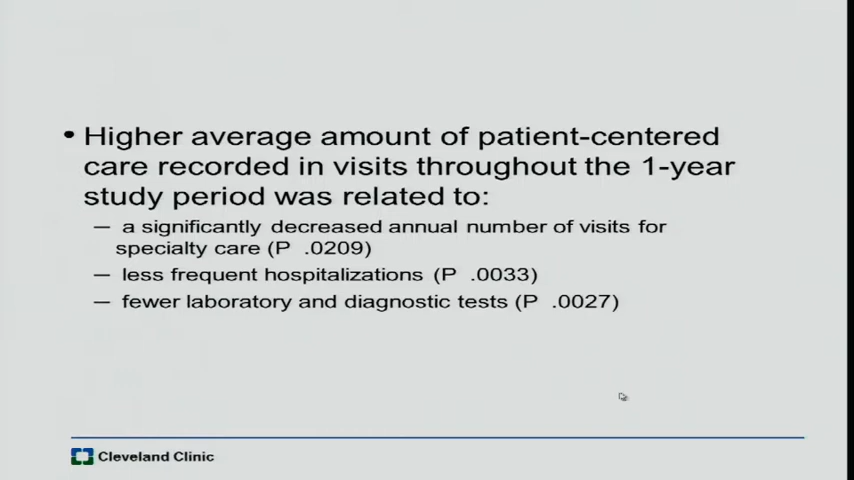 • Higher average amount of patient-centered
care recorded in visits throughout the 1-year
study period was related to:
– a significantly decreased annual number of visits for
specialty care (P .0209)
– less frequent hospitalizations (P .0033)
– fewer laboratory and diagnostic tests (P .0027)
Cleveland Clinic